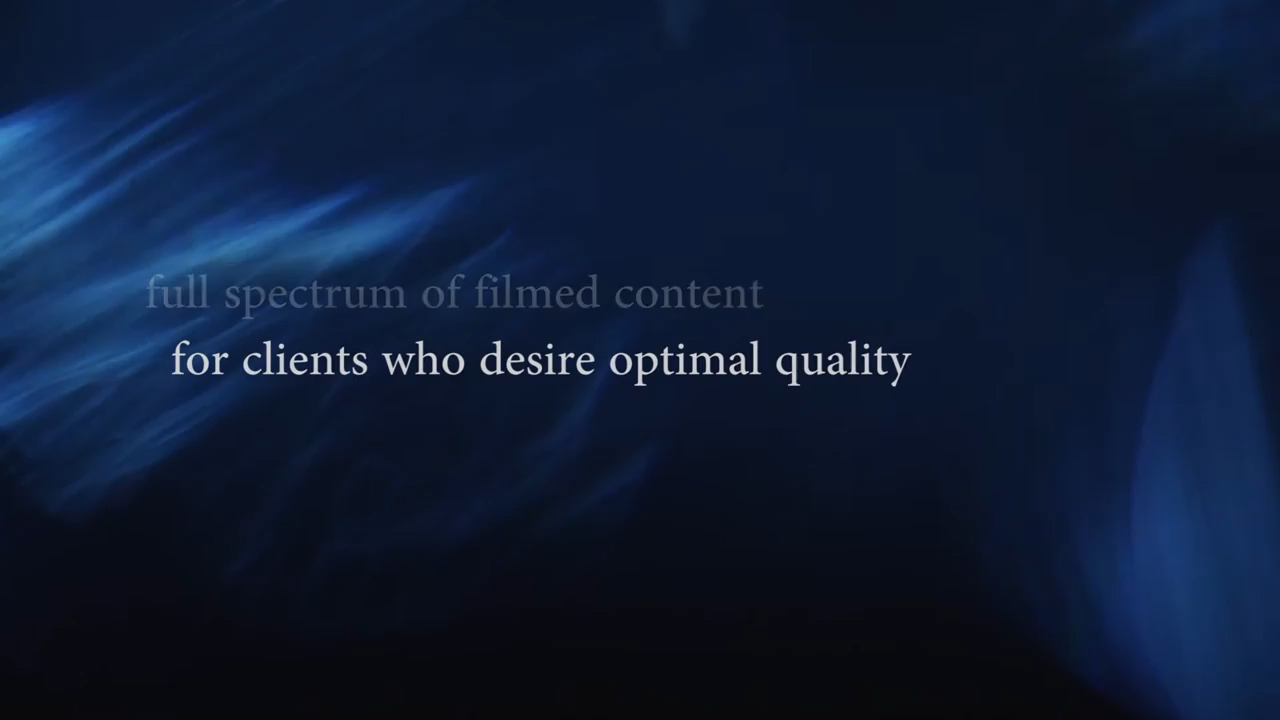 full spectrum of filmed content
for clients who desire optimal quality